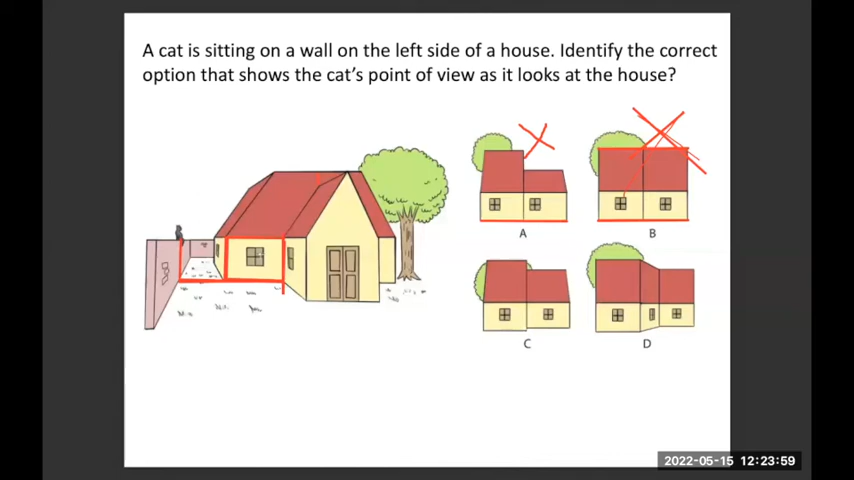 A cat is sitting on a wall on the left side of a house. Identify the correct
option that shows the cat's point of view as it looks at the house?
A
B
C
D
2022-05-15 12:23:59